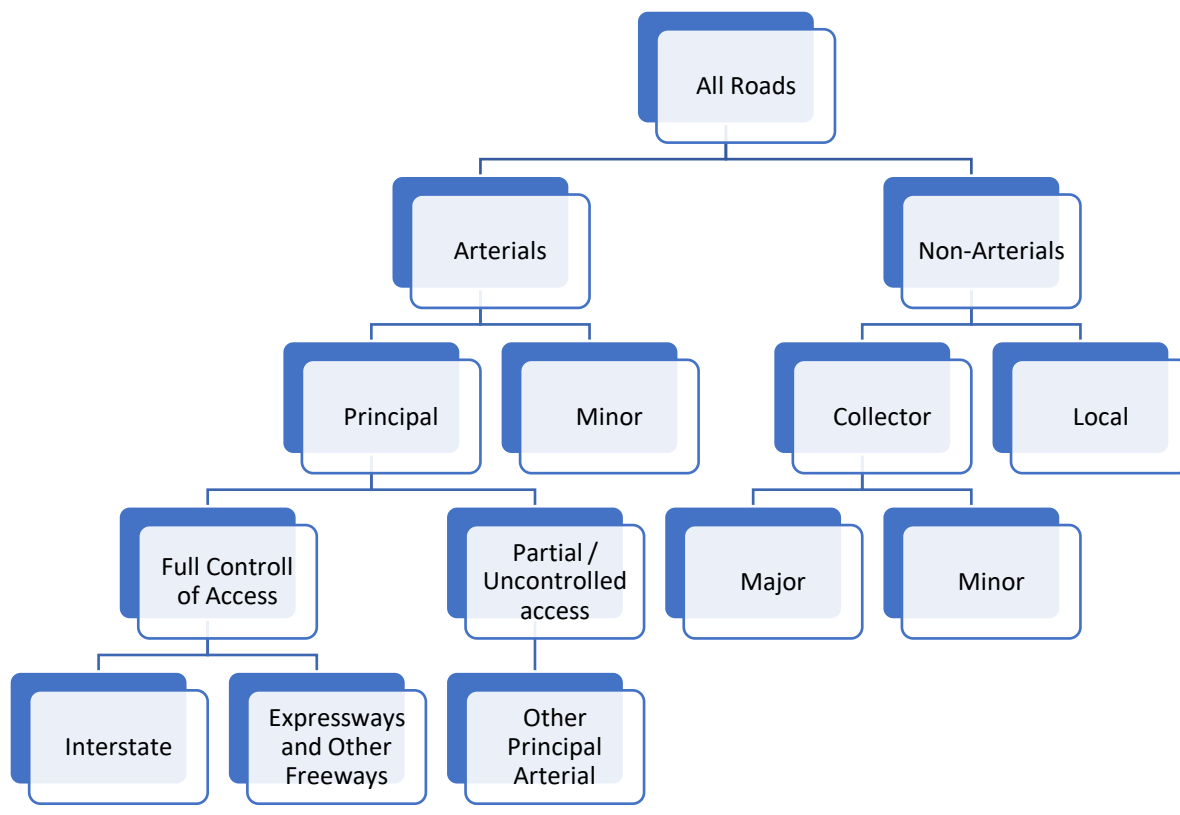 All Roads
Arterials
Non-Arterials
Principal
Minor
Collector
Local
Full Controll
of Access
Partial /
Uncontrolled
access
Major
Minor
Interstate
Expressways
and Other
Freeways
Other
Principal
Arterial